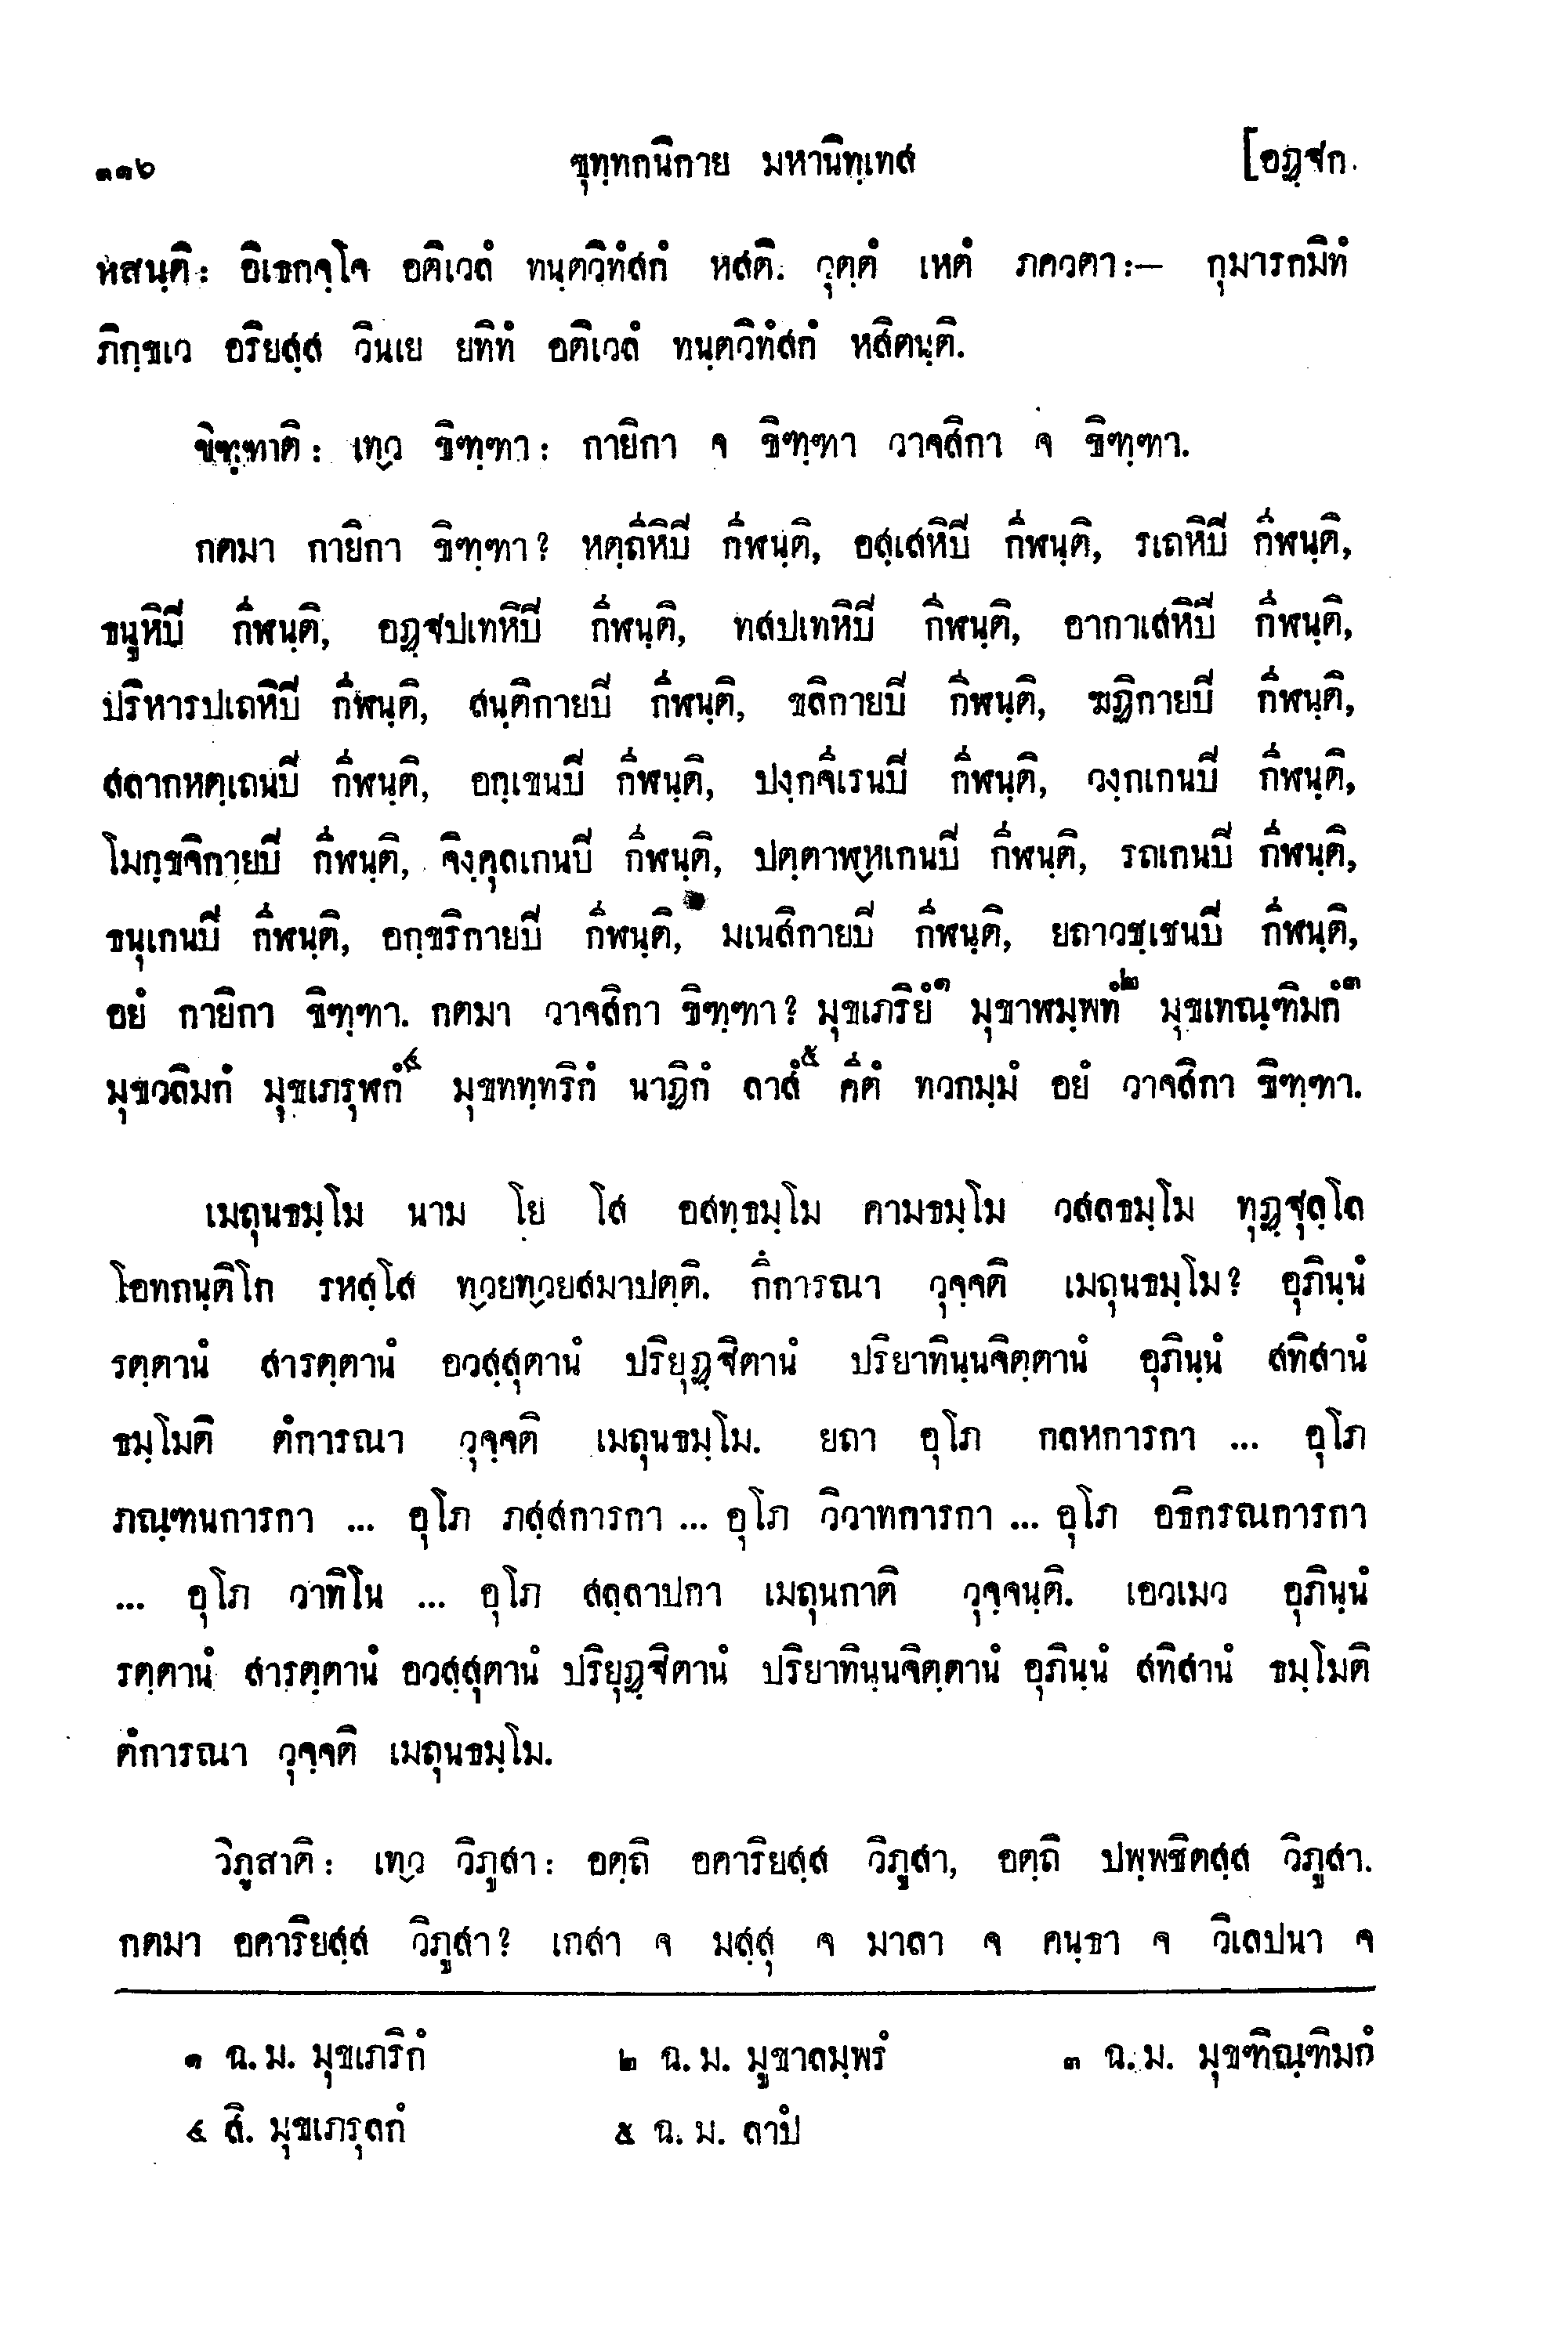 ๑๑๖ ขุทฺทกนิกาย มหานิทฺเทส [อฏฺฐก.
หสนฺติ: อิเธกจฺโจ อติเวลํ ทนฺตวิทํสกํ หสติ. วุตฺตํ เหตํ ภควตา:— กุมารกมิทํ
ภิกฺขเว อริยสฺส วินเย ยทิทํ อติเวลํ ทนฺตวิทํสกํ หสิตนฺติ.
ขิฑฺฑาติ: เทฺว ขิฑฺฑา: กายิกา จ ขิฑฺฑา วาจสิกา จ ขิฑฺฑา.
กตมา กายิกา ขิฑฺฑา? หตฺถีหิปิ กีฬนฺติ, อสฺเสหิปิ กีฬนฺติ, รเถหิปิ กีฬนฺติ,
ธนูหิปิ กีฬนฺติ, อฏฺฐปเทหิปิ กีฬนฺติ, ทสปเทหิปิ กีฬนฺติ, อากาเสหิปิ กีฬนฺติ,
ปริหารปเถหิปิ กีฬนฺติ, สนฺติกายปิ กีฬนฺติ, ขลิกายปิ กีฬนฺติ, ฆฏิกายปิ กีฬนฺติ,
สลากหตฺเถนปิ กีฬนฺติ, อกฺเขนปิ กีฬนฺติ, ปงฺกจีเรนปิ กีฬนฺติ, วงฺกเกนปิ กีฬนฺติ,
โมกฺขจิกายปิ กีฬนฺติ, จิงฺคุลเกนปิ กีฬนฺติ, ปตฺตาฬฺหเกนปิ กีฬนฺติ, รถเกนปิ กีฬนฺติ,
ธนุเกนปิ กีฬนฺติ, อกฺขริกายปิ กีฬนฺติ, มเนสิกายปิ กีฬนฺติ, ยถาวชฺเชนปิ กีฬนฺติ,
อยํ กายิกา ขิฑฺฑา. กตมา วาจสิกา ขิฑฺฑา? มุขเภริยํ๑ มุขาพมฺพทํ๒ มุขเทณฺฑิมกํ๓
มุขวลิมกํ มุขเภรุฬกํ๔ มุขททฺทริกํ นาฏิกํ ลาสํ๕ คีตํ ทวกมฺมํ อยํ วาจสิกา ขิฑฺฑา.
เมถุนธมฺโม นาม โย โส อสทฺธมฺโม คามธมฺโม วสลธมฺโม ทุฏฺฐุลฺโล
โอทกนฺติโก รหสฺโส ทฺวยทฺวยสมาปตฺติ. กึการณา วุจฺจติ เมถุนธมฺโม? อุภินฺนํ
รตฺตานํ สารตฺตานํ อวสฺสุตานํ ปริยุฏฺฐิตานํ ปริยาทินฺนจิตฺตานํ อุภินฺนํ สทิสานํ
ธมฺโมติ ตํการณา วุจฺจติ เมถุนธมฺโม. ยถา อุโภ กลหการกา ... อุโภ
ภณฺฑนการกา ... อุโภ ภสฺสการกา ... อุโภ วิวาทการกา ... อุโภ อธิกรณการกา
... อุโภ วาทิโน ... อุโภ สลฺลาปกา เมถุนกาติ วุจฺจนฺติ. เอวเมว อุภินฺนํ
รตฺตานํ สารตฺตานํ อวสฺสุตานํ ปริยุฏฺฐิตานํ ปริยาทินฺนจิตฺตานํ อุภินฺนํ สทิสานํ ธมฺโมติ
ตํการณา วุจฺจติ เมถุนธมฺโม.
วิภูสาติ: เทฺว วิภูสา: อตฺถิ อคาริยสฺส วิภูสา, อตฺถิ ปพฺพชิตสฺส วิภูสา.
กตมา อคาริยสฺส วิภูสา? เกสา จ มสฺสุ จ มาลา จ คนฺธา จ วิเลปนา จ
๑ ฉ. ม. มุขเภริกํ ๒ ฉ. ม. มูขาลมฺพรํ ๓ ฉ. ม. มุขฑิณฺฑิมกํ
๔ สิ. มุขเภรุลกํ ๕ ฉ. ม. ลาปํ